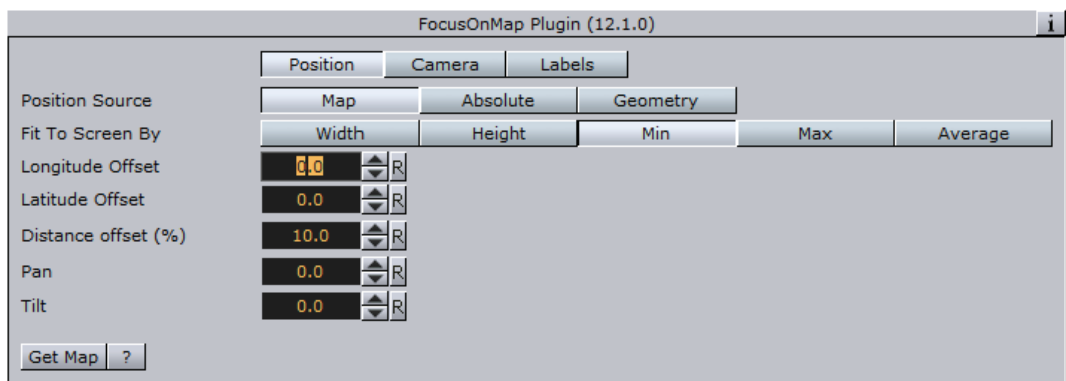 FocusOnMap Plugin (12.1.0) i
Position Camera Labels
Position Source Map Absolute Geometry
Fit To Screen By Width Height Min Max Average
Longitude Offset 0.0 R
Latitude Offset 0.0 R
Distance offset (%) 10.0 R
Pan 0.0 R
Tilt 0.0 R
Get Map ?